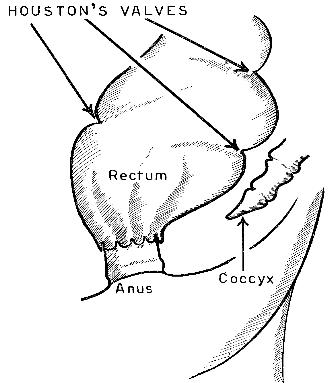 HOUSTON'S VALVES
Rectum
Coccyx
Anus